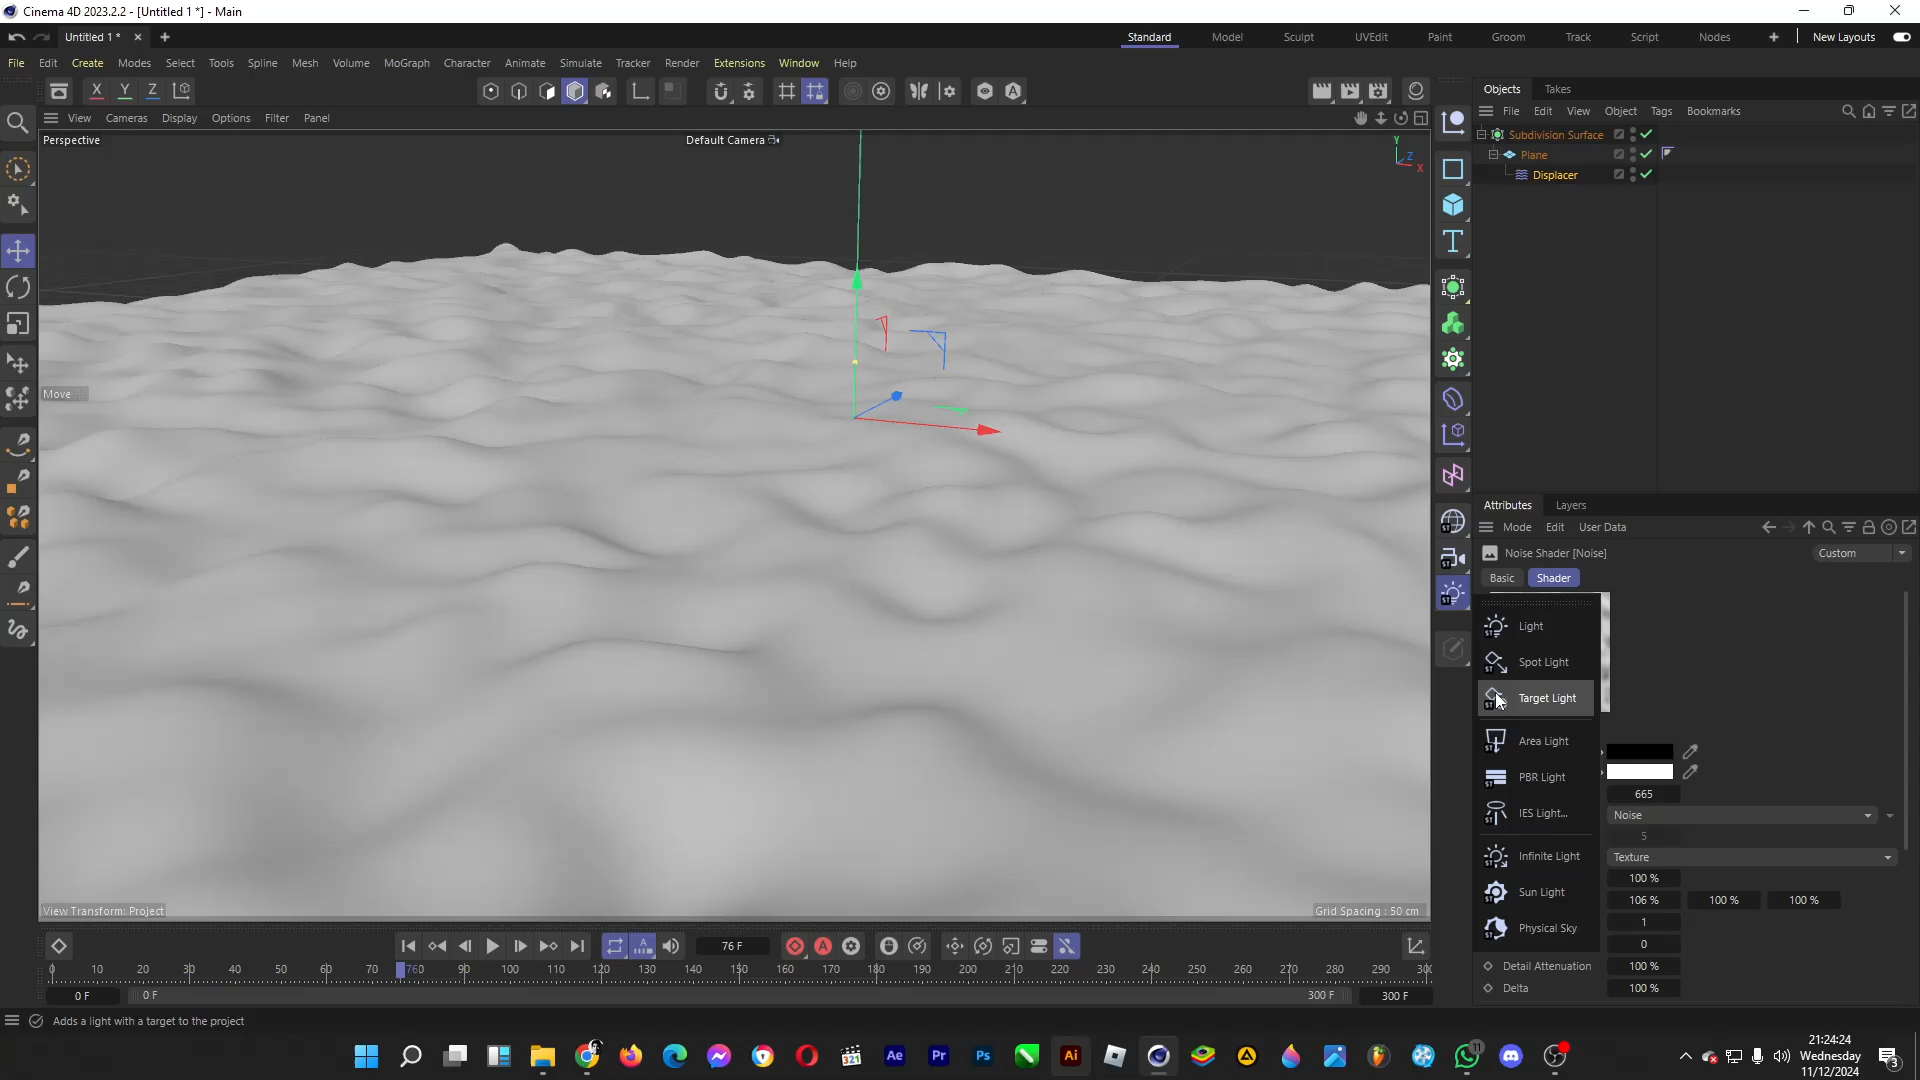 Cinema 4D 2023.2.2 - [Untitled 1 *] - Main
Untitled 1 *
Standard Model Sculpt UVEdit Paint Groom Track Script Nodes New Layouts
File Edit Create Modes Select Tools Spline Mesh Volume MoGraph Character Animate Simulate Tracker Render Extensions Window Help
X Y Z
Objects Takes
View Cameras Display Options Filter Panel
File Edit View Object Tags Bookmarks
Perspective
Default Camera
Y
Z
X
Subdivision Surface
Plane
Displacer
Move
Attributes Layers
Mode Edit User Data
Noise Shader [Noise]
Custom
Basic Shader
Light
Spot Light
Target Light
Area Light
PBR Light
IES Light...
Infinite Light
Sun Light
Physical Sky
665
Noise
5
Texture
100 %
106 % 100 % 100 %
1
0
Detail Attenuation 100 %
Delta 100 %
View Transform: Project
Grid Spacing : 50 cm
76 F
0 10 20 30 40 50 60 70 760 90 100 110 120 130 140 150 160 170 180 190 200 210 220 230 240 250 260 270 280 290 30
0 F 0 F 300 F 300 F
Adds a light with a target to the project
21:24:24
Wednesday
11/12/2024
321 Ae Pr Ps Ai 11 3